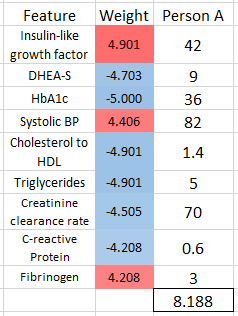 Feature Weight Person A
Insulin-like
growth factor 4.901 42
DHEA-S -4.703 9
HbA1c -5.000 36
Systolic BP 4.406 82
Cholesterol to
HDL -4.901 1.4
Triglycerides -4.901 5
Creatinine
clearance rate -4.505 70
C-reactive
Protein -4.208 0.6
Fibrinogen 4.208 3
8.188